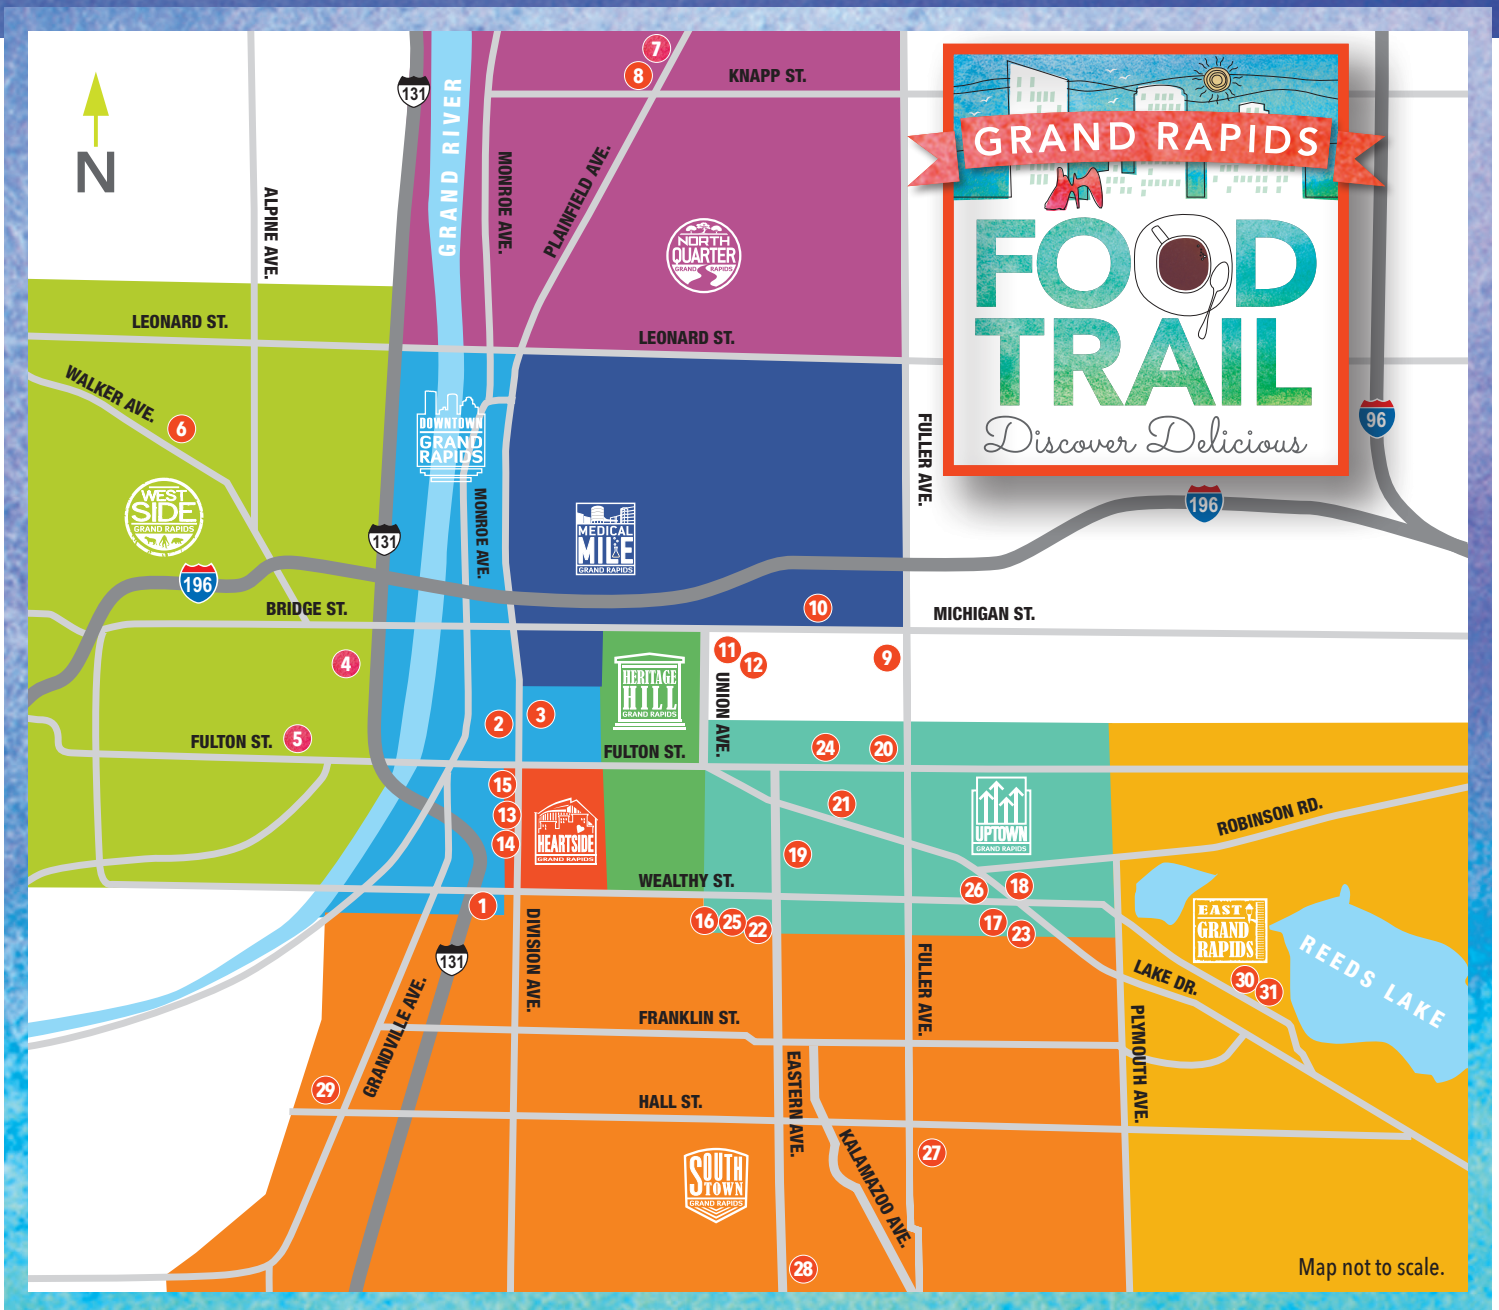 7
8
KNAPP ST.
131
N
GRAND RIVER
MONROE AVE.
PLAINFIELD AVE.
ALPINE AVE.
GRAND RAPIDS
FOOD
TRAIL
Discover Delicious
NORTH
QUARTER
GRAND RAPIDS
LEONARD ST.
LEONARD ST.
WALKER AVE.
6
DOWNTOWN
GRAND
RAPIDS
FULLER AVE.
96
196
WEST
SIDE
GRAND RAPIDS
131
MONROE AVE.
MEDICAL
MILE
GRAND RAPIDS
196
BRIDGE ST.
10
MICHIGAN ST.
4
HERITAGE
HILL
GRAND RAPIDS
11
12
9
UNION AVE.
2
3
FULTON ST.
5
FULTON ST.
24
20
15
13
14
HEARTSIDE
GRAND RAPIDS
21
19
UPTOWN
GRAND RAPIDS
ROBINSON RD.
WEALTHY ST.
26
18
1
16
25
22
17
23
EAST
GRAND
RAPIDS
REEDS LAKE
131
DIVISION AVE.
FULLER AVE.
LAKE DR.
30
31
GRANDVILLE AVE.
FRANKLIN ST.
PLYMOUTH AVE.
29
HALL ST.
EASTERN AVE.
KALAMAZOO AVE.
27
SOUTH
TOWN
GRAND RAPIDS
28
Map not to scale.